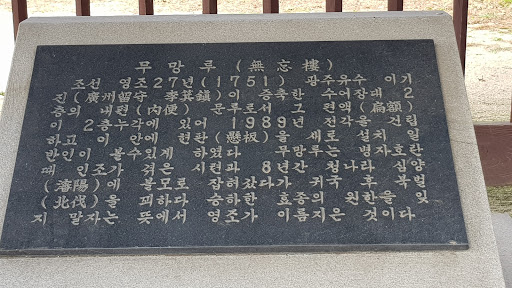 무망루(無忘樓)
조선 영조27년(1751) 광주유수 이기
진(廣州留守 李箕鎭)이 증축한 수어장대 2
층의 내편(内便) 문루로서 그 편액(扁額)
이 2층누각에 있어 1989년 전각을 건립
하고 이 안에 현판(懸板)을 새로 설치 일
반인이 볼수있게 하였다 무망루는 병자호란
때 인조가 겪은 시련과 8년간 청나라 심양
(瀋陽)에 볼모로 잡혀갔다가 귀국 후 북벌
(北伐)을 꾀하다 승하한 효종의 원한을 잊
지 말자는 뜻에서 영조가 이름지은 것이다